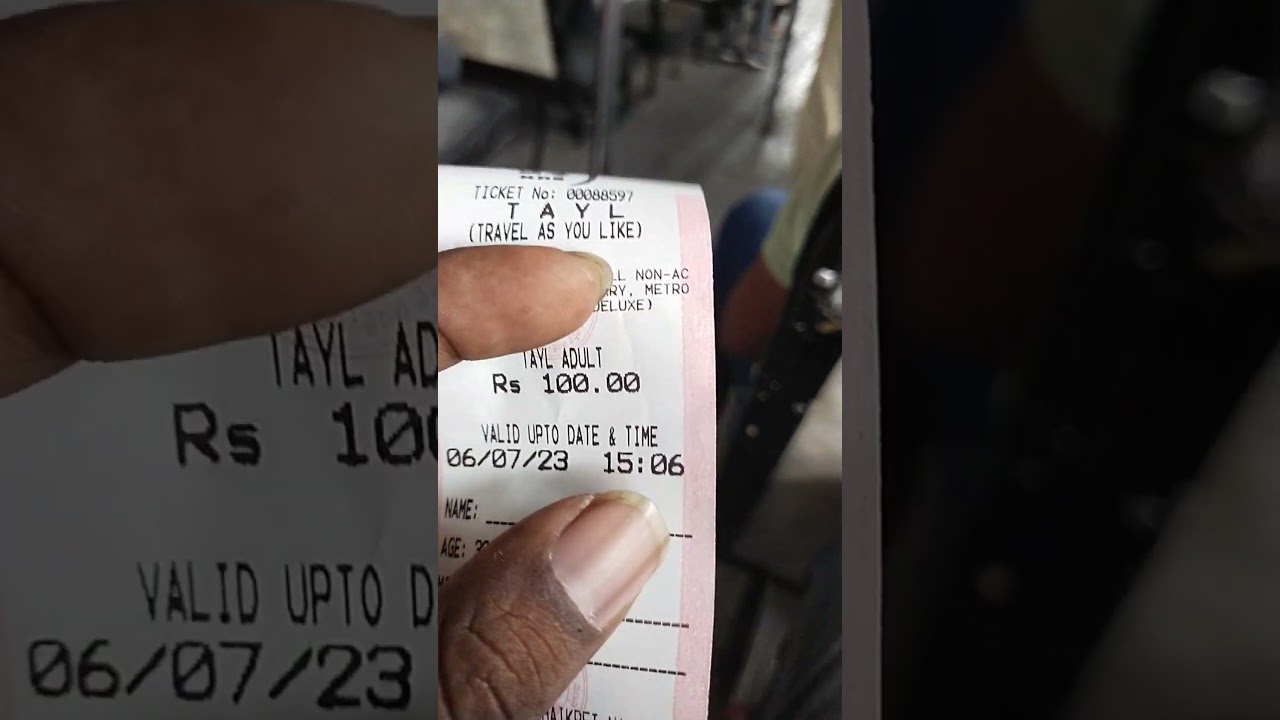 TICKET No: 00088597
T A Y L
(TRAVEL AS YOU LIKE)
NON-AC
METRO
TAYL ADULT
Rs 100.00
VALID UPTO DATE & TIME
06/07/23 15:06
NAME:
AGE: